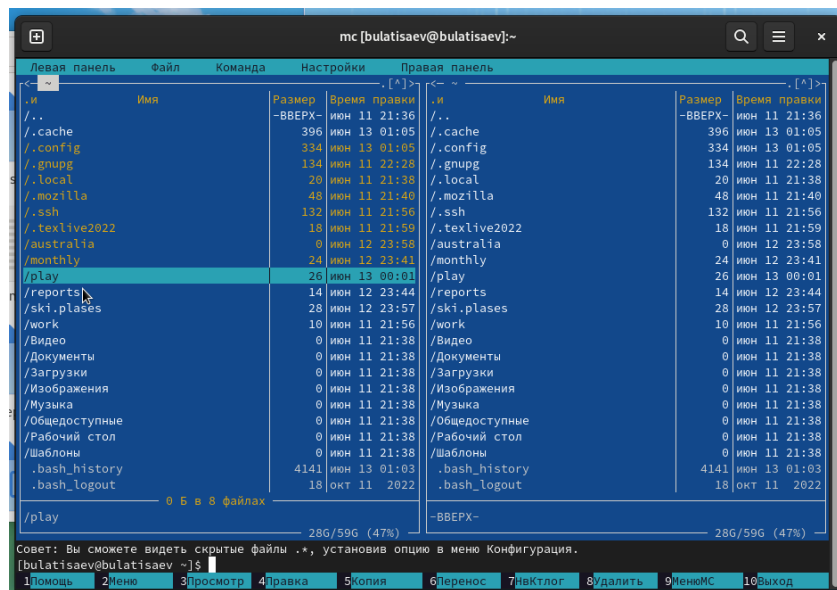 mc [bulatisaev@bulatisaev]:~
Левая панель Файл Команда Настройки Правая панель
<─ ~ .[^]> <─ ~ .[^]>
.и Имя Размер Время правки .и Имя Размер Время правки
/.. -ВВЕРХ- июн 11 21:36 /.. -ВВЕРХ- июн 11 21:36
/.cache 396 июн 13 01:05 /.cache 396 июн 13 01:05
/.config 334 июн 13 01:05 /.config 334 июн 13 01:05
/.gnupg 134 июн 11 22:28 /.gnupg 134 июн 11 22:28
/.local 20 июн 11 21:38 /.local 20 июн 11 21:38
/.mozilla 48 июн 11 21:40 /.mozilla 48 июн 11 21:40
/.ssh 132 июн 11 21:56 /.ssh 132 июн 11 21:56
/.texlive2022 18 июн 11 21:59 /.texlive2022 18 июн 11 21:59
/australia 0 июн 12 23:58 /australia 0 июн 12 23:58
/monthly 24 июн 12 23:41 /monthly 24 июн 12 23:41
/play 26 июн 13 00:01 /play 26 июн 13 00:01
/reports 14 июн 12 23:44 /reports 14 июн 12 23:44
/ski.plases 28 июн 12 23:57 /ski.plases 28 июн 12 23:57
/work 10 июн 11 21:56 /work 10 июн 11 21:56
/Видео 0 июн 11 21:38 /Видео 0 июн 11 21:38
/Документы 0 июн 11 21:38 /Документы 0 июн 11 21:38
/Загрузки 0 июн 11 21:38 /Загрузки 0 июн 11 21:38
/Изображения 0 июн 11 21:38 /Изображения 0 июн 11 21:38
/Музыка 0 июн 11 21:38 /Музыка 0 июн 11 21:38
/Общедоступные 0 июн 11 21:38 /Общедоступные 0 июн 11 21:38
/Рабочий стол 0 июн 11 21:38 /Рабочий стол 0 июн 11 21:38
/Шаблоны 0 июн 11 21:38 /Шаблоны 0 июн 11 21:38
.bash_history 4141 июн 13 01:03 .bash_history 4141 июн 13 01:03
.bash_logout 18 окт 11 2022 .bash_logout 18 окт 11 2022
0 Б в 8 файлах
/play -ВВЕРХ-
28G/59G (47%) 28G/59G (47%)
Совет: Вы сможете видеть скрытые файлы .*, установив опцию в меню Конфигурация.
[bulatisaev@bulatisaev ~]$
1Помощь 2Меню 3Просмотр 4Правка 5Копия 6Перенос 7НвКтлог 8Удалить 9МенюМС 10Выход